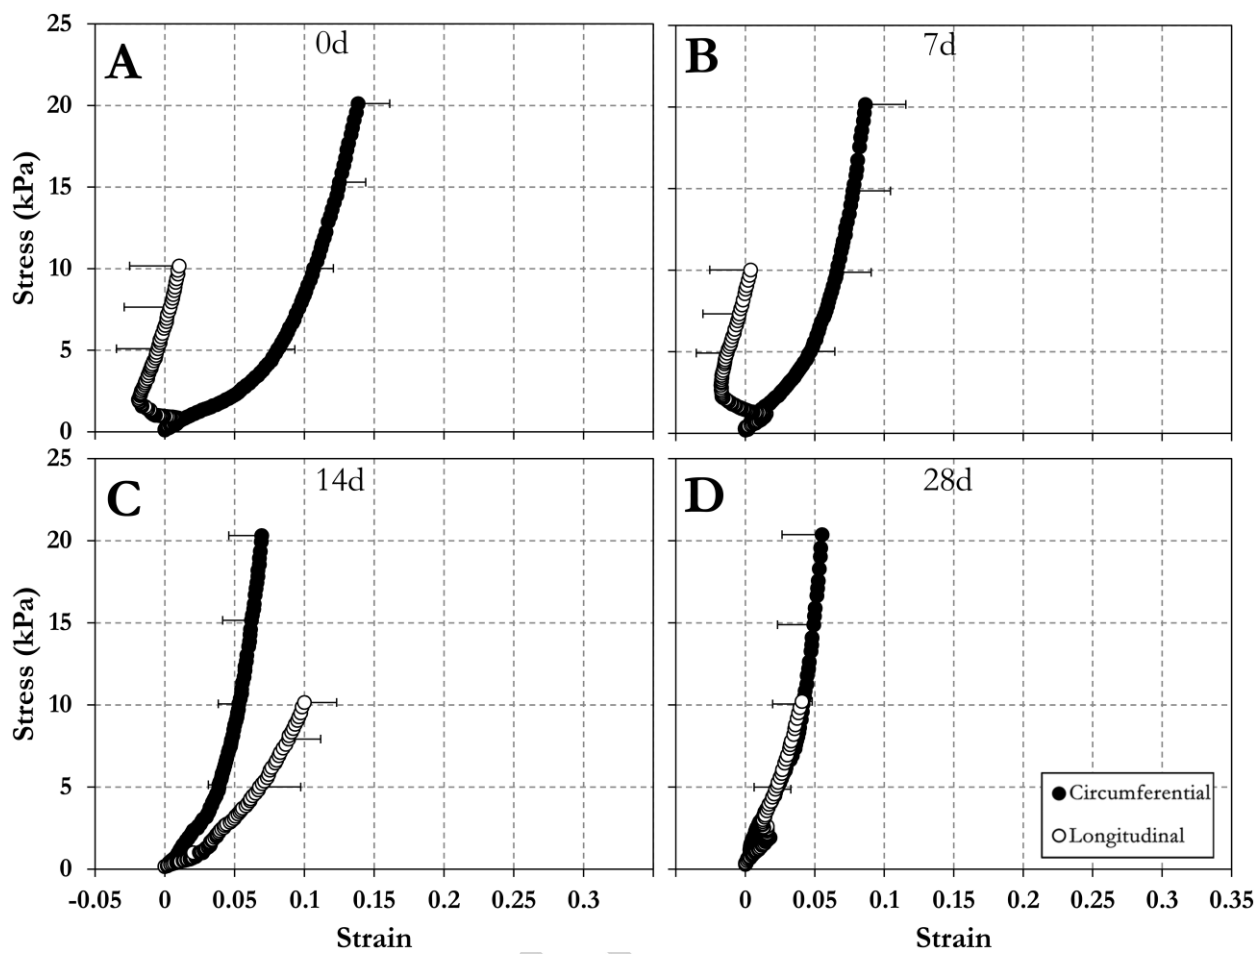 25
20
15
10
5
0
Stress (kPa)
A
0d
B
7d
25
20
15
10
5
0
Stress (kPa)
C
14d
D
28d
Circumferential
Longitudinal
-0.05 0 0.05 0.1 0.15 0.2 0.25 0.3
0 0.05 0.1 0.15 0.2 0.25 0.3 0.35
Strain
Strain